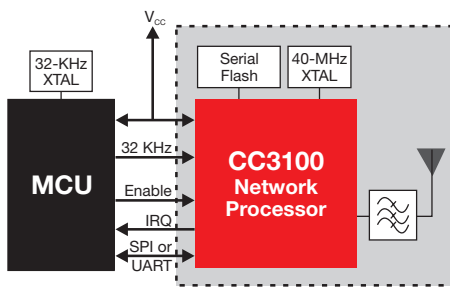 VCC
32-KHz
XTAL
Serial
Flash
40-MHz
XTAL
MCU
32 KHz
Enable
IRQ
SPI or
UART
CC3100
Network
Processor